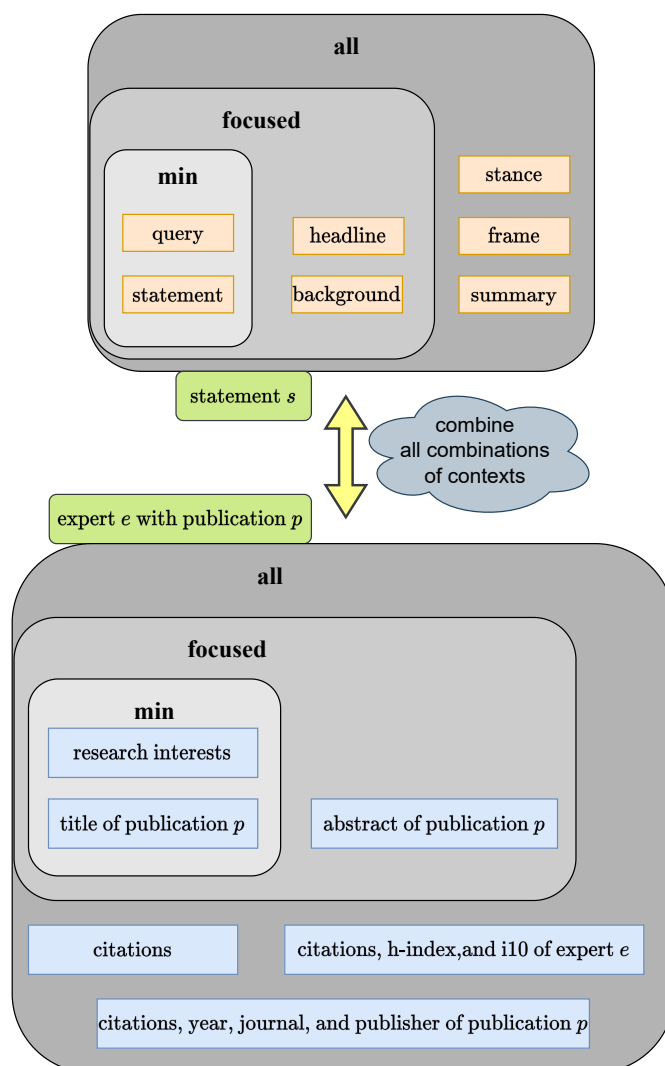 all
focused
min
stance
query
headline
frame
statement
background
summary
statement s
combine
all combinations
of contexts
expert e with publication p
all
focused
min
research interests
title of publication p
abstract of publication p
citations
citations, h-index,and i10 of expert e
citations, year, journal, and publisher of publication p